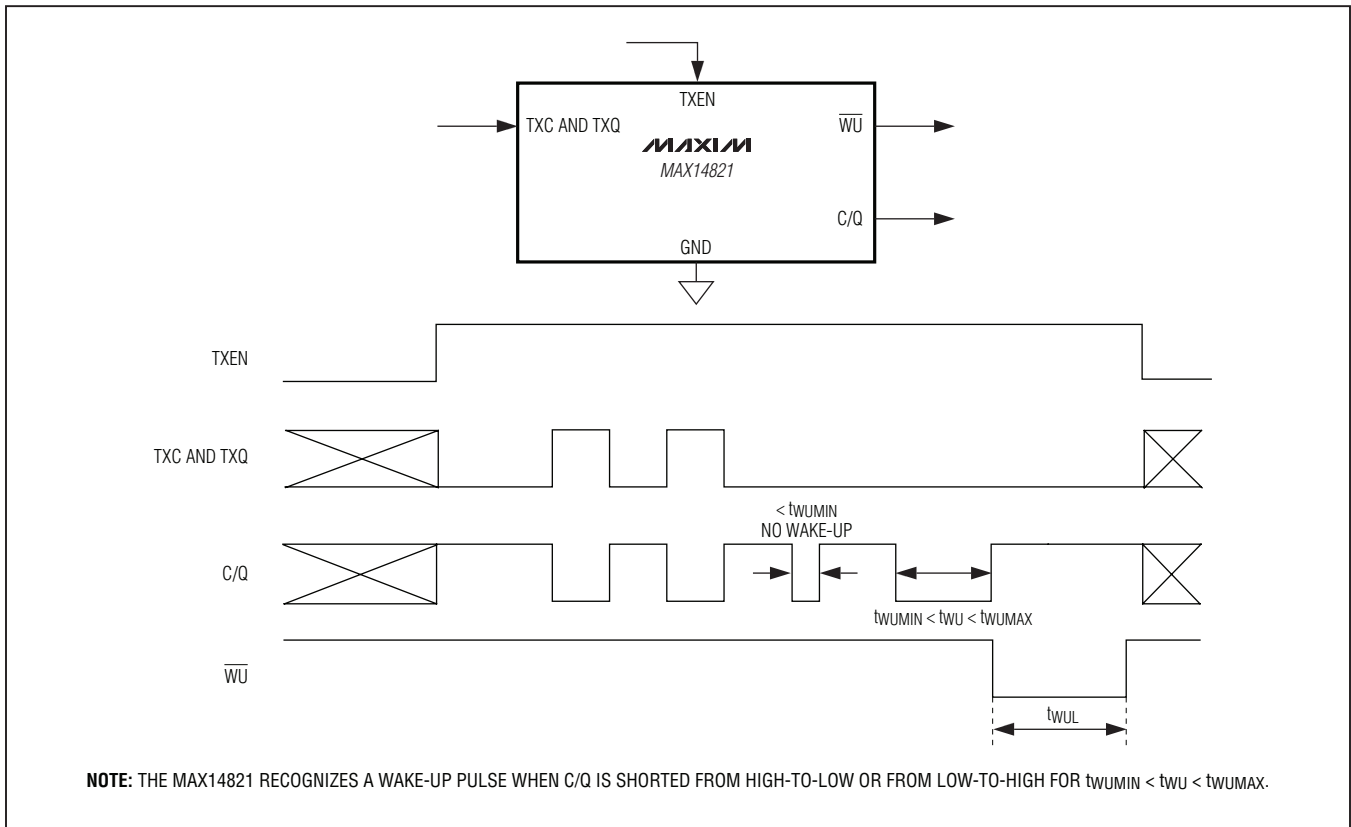 TXEN
TXC AND TXQ
WU
MAXIM
MAX14821
C/Q
GND
TXEN
TXC AND TXQ
< tWUMIN
NO WAKE-UP
C/Q
tWUMIN < tWU < tWUMAX
WU
tWUL
NOTE: THE MAX14821 RECOGNIZES A WAKE-UP PULSE WHEN C/Q IS SHORTED FROM HIGH-TO-LOW OR FROM LOW-TO-HIGH FOR tWUMIN < tWU < tWUMAX.